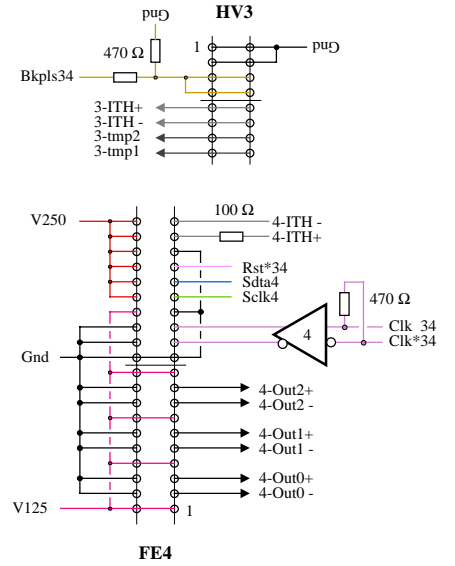 Gnd
HV3
470 Ω
1
Gnd
Bkpls34
3-ITH+
3-ITH -
3-tmp2
3-tmp1
100 Ω
V250
4-ITH -
4-ITH+
Rst*34
Sdta4
Sclk4
470 Ω
4
Clk 34
Clk*34
Gnd
4-Out2+
4-Out2 -
4-Out1+
4-Out1 -
4-Out0+
4-Out0 -
V125
1
FE4